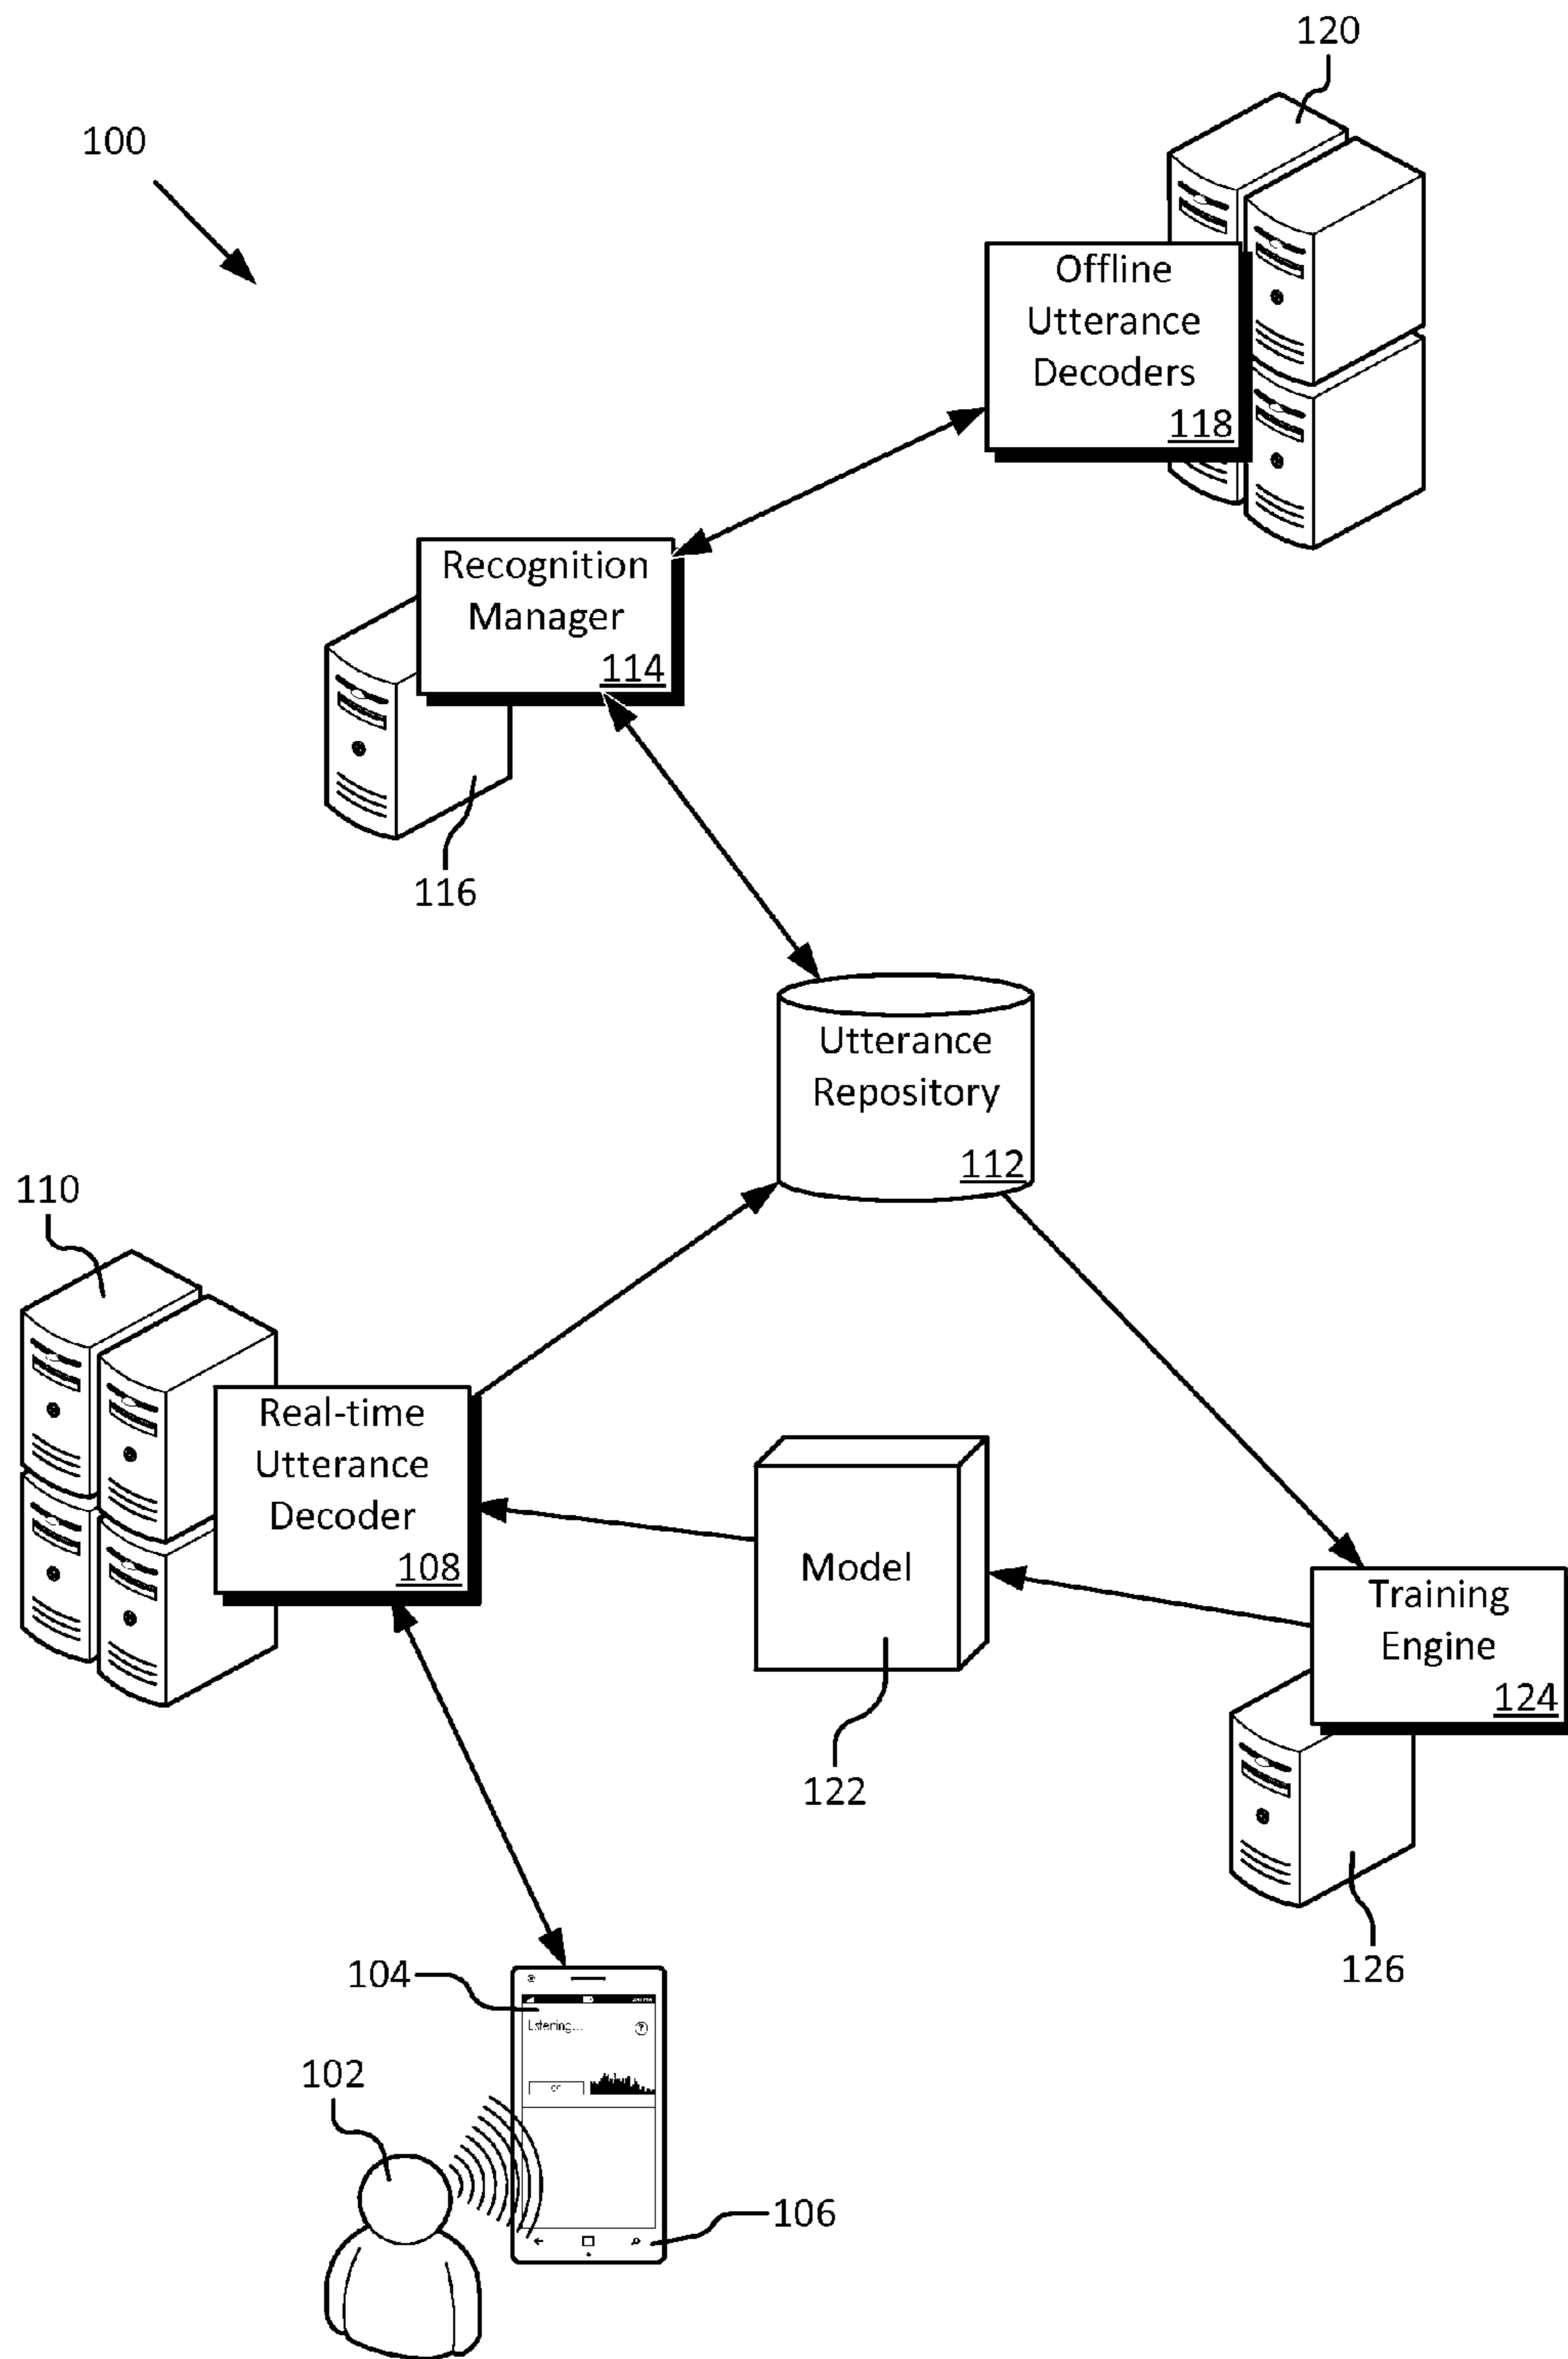 120
100
Offline
Utterance
Decoders
118
Recognition
Manager
114
116
Utterance
Repository
112
110
Real-time
Utterance
Decoder
108
Model
Training
Engine
124
122
126
104
Listening...
?
102
106